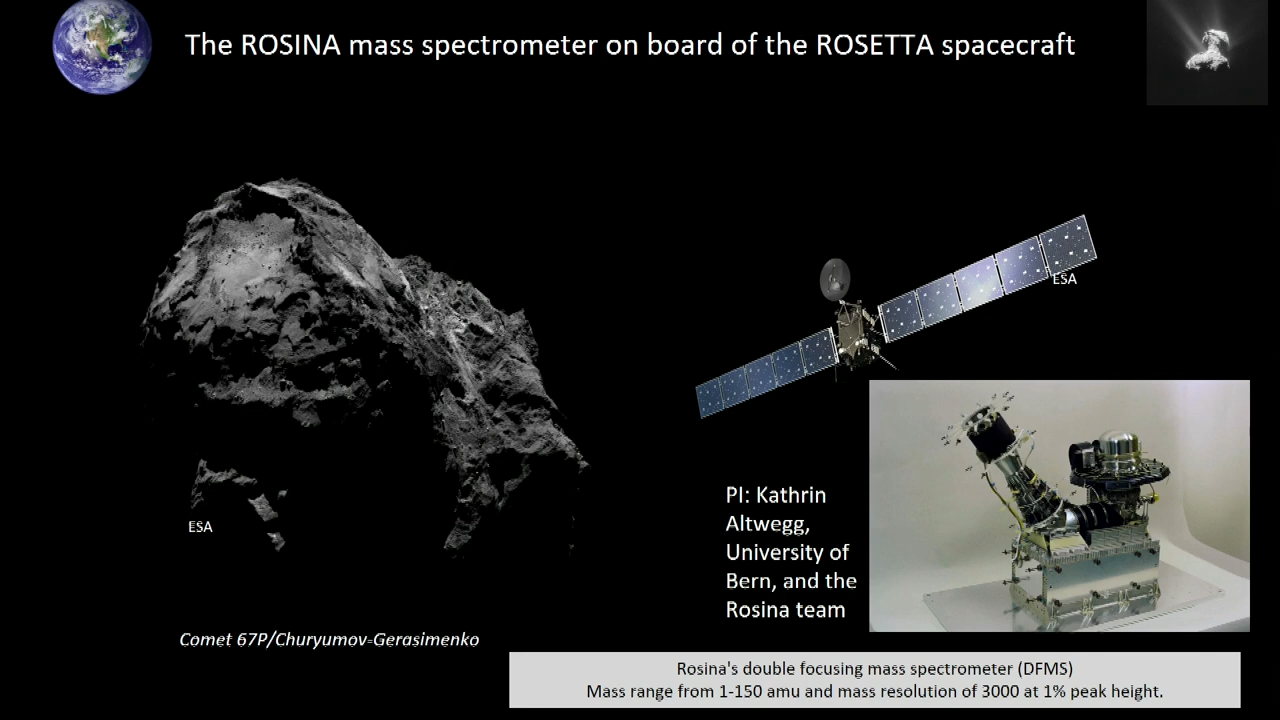 The ROSINA mass spectrometer on board of the ROSETTA spacecraft
ESA
PI: Kathrin
Altwegg,
University of
Bern, and the
Rosina team
ESA
Comet 67P/Churyumov-Gerasimenko
Rosina's double focusing mass spectrometer (DFMS)
Mass range from 1-150 amu and mass resolution of 3000 at 1% peak height.